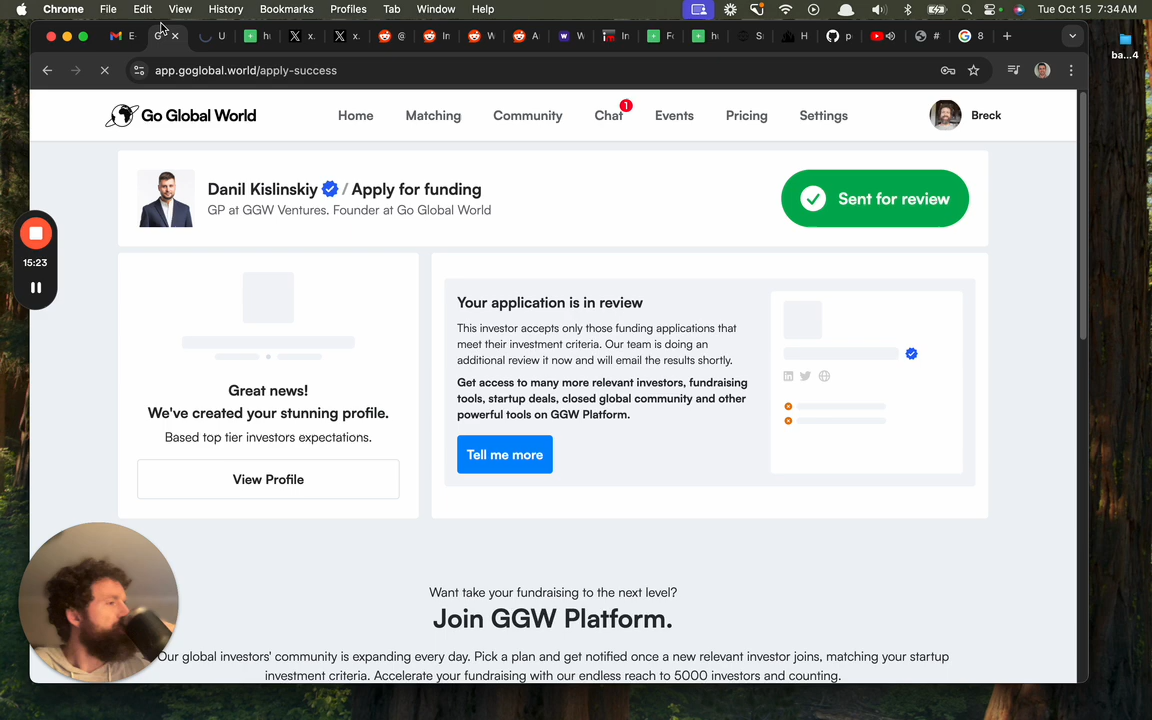 Chrome File Edit View History Bookmarks Profiles Tab Window Help Tue Oct 15 7:34 AM
ba...4
app.goglobal.world/apply-success
Go Global World Home Matching Community Chat 1 Events Pricing Settings Breck
Danil Kislinskiy / Apply for funding
GP at GGW Ventures. Founder at Go Global World
Sent for review
15:23
Great news!
We've created your stunning profile.
Based top tier investors expectations.
View Profile
Your application is in review
This investor accepts only those funding applications that
meet their investment criteria. Our team is doing an
additional review it now and will email the results shortly.
Get access to many more relevant investors, fundraising
tools, startup deals, closed global community and other
powerful tools on GGW Platform.
Tell me more
Want take your fundraising to the next level?
Join GGW Platform.
Our global investors' community is expanding every day. Pick a plan and get notified once a new relevant investor joins, matching your startup
investment criteria. Accelerate your fundraising with our endless reach to 5000 investors and counting.